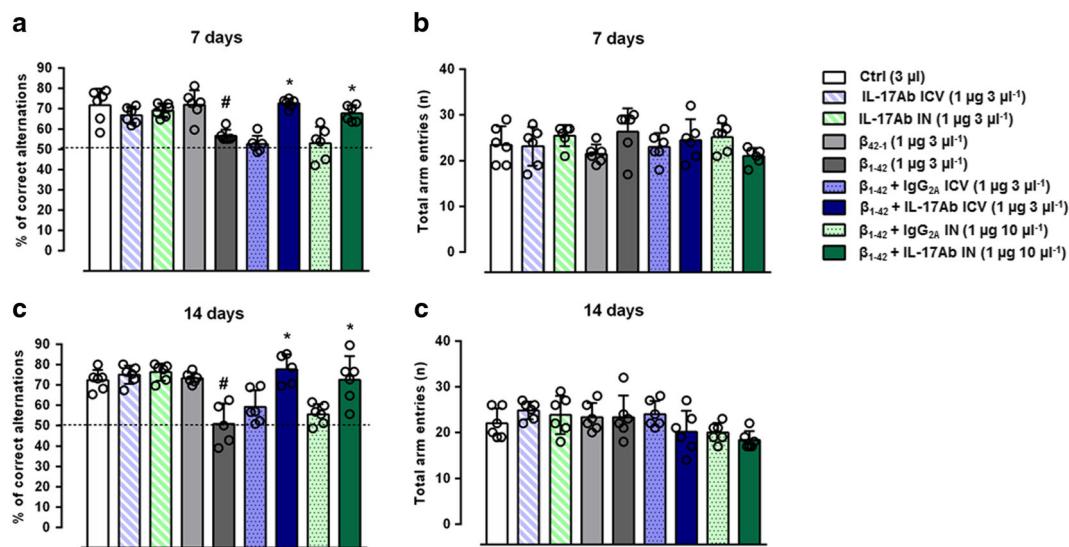 a
7 days
% of correct alternations
90
80
70
60
50
40
30
20
10
0
#
*
*
b
7 days
Total arm entries (n)
40
30
20
10
0
Ctrl (3 µl)
IL-17Ab ICV (1 µg 3 µl⁻¹)
IL-17Ab IN (1 µg 3 µl⁻¹)
β₄₂₋₁ (1 µg 3 µl⁻¹)
β₁₋₄₂ (1 µg 3 µl⁻¹)
β₁₋₄₂ + IgG₂ₐ ICV (1 µg 3 µl⁻¹)
β₁₋₄₂ + IL-17Ab ICV (1 µg 3 µl⁻¹)
β₁₋₄₂ + IgG₂ₐ IN (1 µg 10 µl⁻¹)
β₁₋₄₂ + IL-17Ab IN (1 µg 10 µl⁻¹)
c
14 days
% of correct alternations
90
80
70
60
50
40
30
20
10
0
#
*
*
c
14 days
Total arm entries (n)
40
30
20
10
0